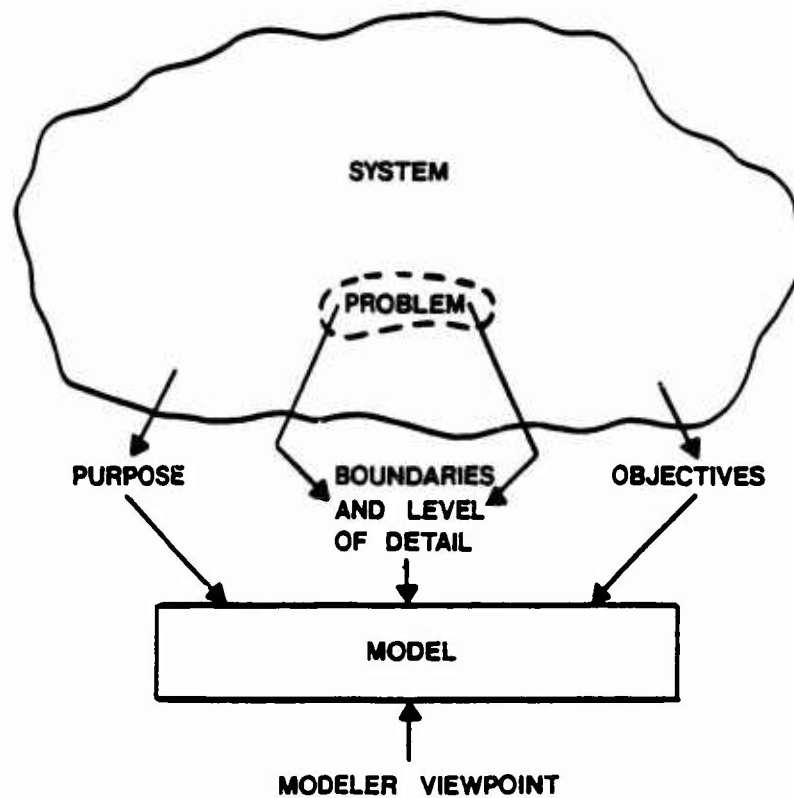 SYSTEM
PROBLEM
PURPOSE
BOUNDARIES
AND LEVEL
OF DETAIL
OBJECTIVES
MODEL
MODELER VIEWPOINT